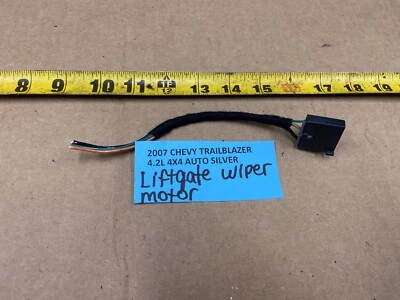 8 9 10 11 1F 13 14 15 16 17 18 19
2007 CHEVY TRAILBLAZER
4.2L 4X4 AUTO SILVER
Liftgate wiper
motor